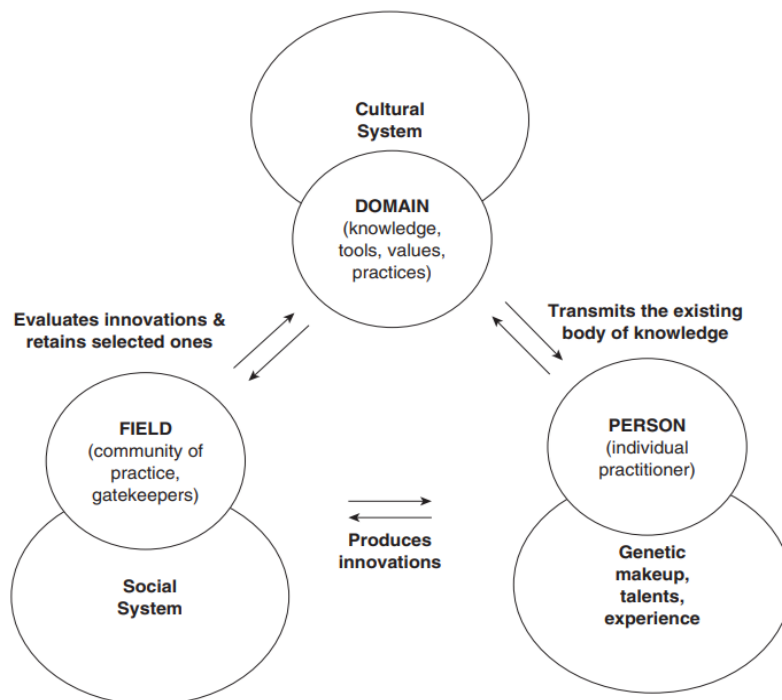 Cultural
System
DOMAIN
(knowledge,
tools, values,
practices)
Evaluates innovations &
retains selected ones
Transmits the existing
body of knowledge
FIELD
(community of
practice,
gatekeepers)
PERSON
(individual
practitioner)
Produces
innovations
Social
System
Genetic
makeup,
talents,
experience